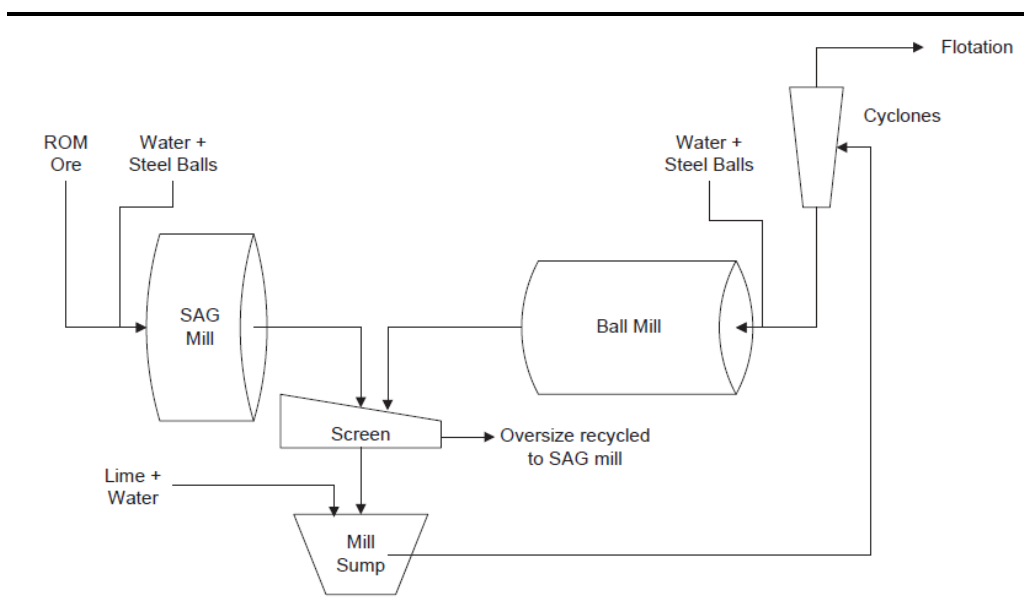 Flotation
Cyclones
ROM
Ore
Water +
Steel Balls
Water +
Steel Balls
SAG
Mill
Ball Mill
Screen
Oversize recycled
to SAG mill
Lime +
Water
Mill
Sump